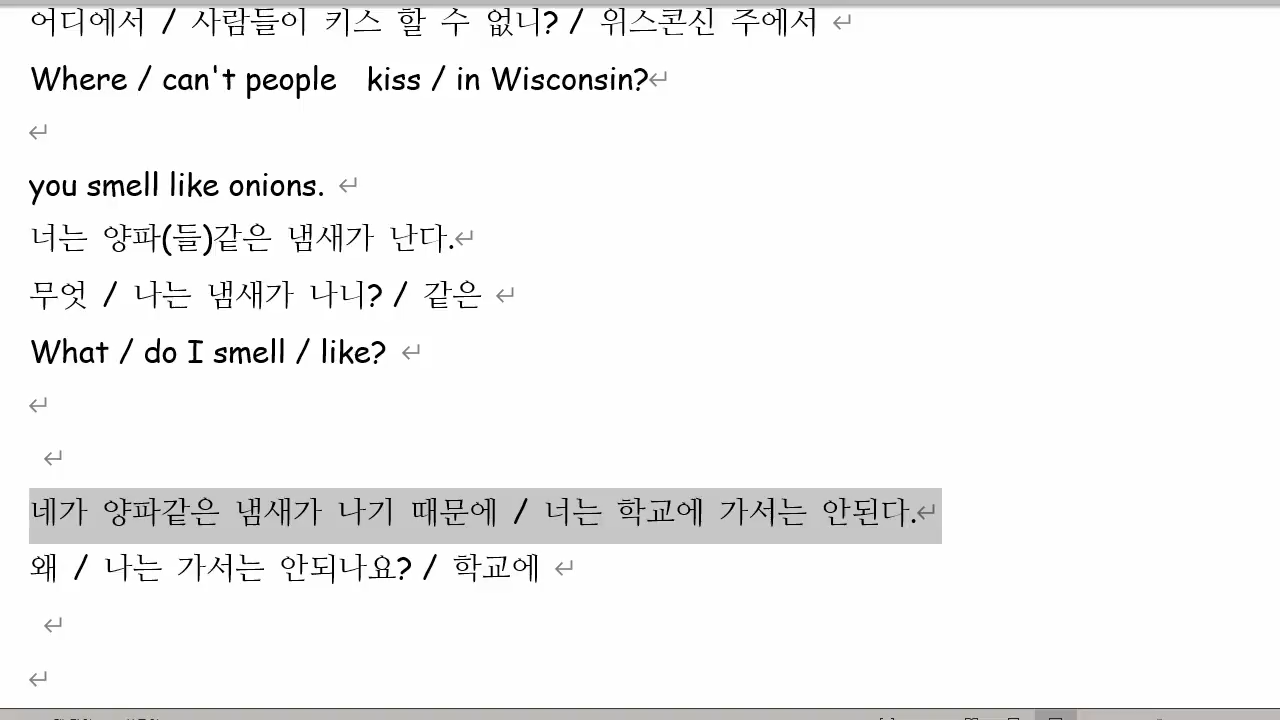 어디에서 / 사람들이 키스 할 수 없니? / 위스콘신 주에서
Where / can't people kiss / in Wisconsin?
you smell like onions.
너는 양파(들)같은 냄새가 난다.
무엇 / 나는 냄새가 나니? / 같은
What / do I smell / like?
네가 양파같은 냄새가 나기 때문에 / 너는 학교에 가서는 안된다.
왜 / 나는 가서는 안되나요? / 학교에